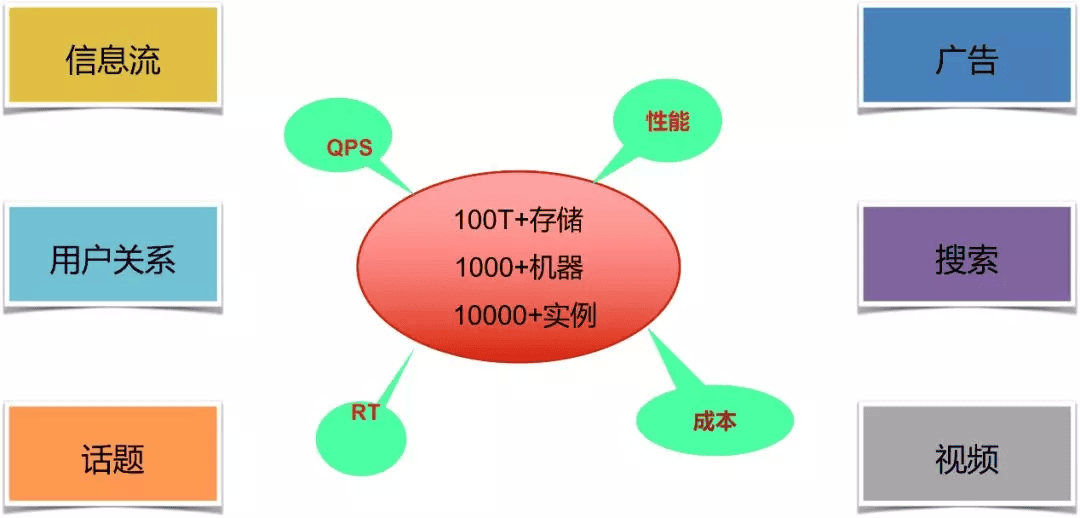 信息流
广告
QPS
性能
100T+存储
1000+机器
10000+实例
用户关系
搜索
RT
成本
话题
视频